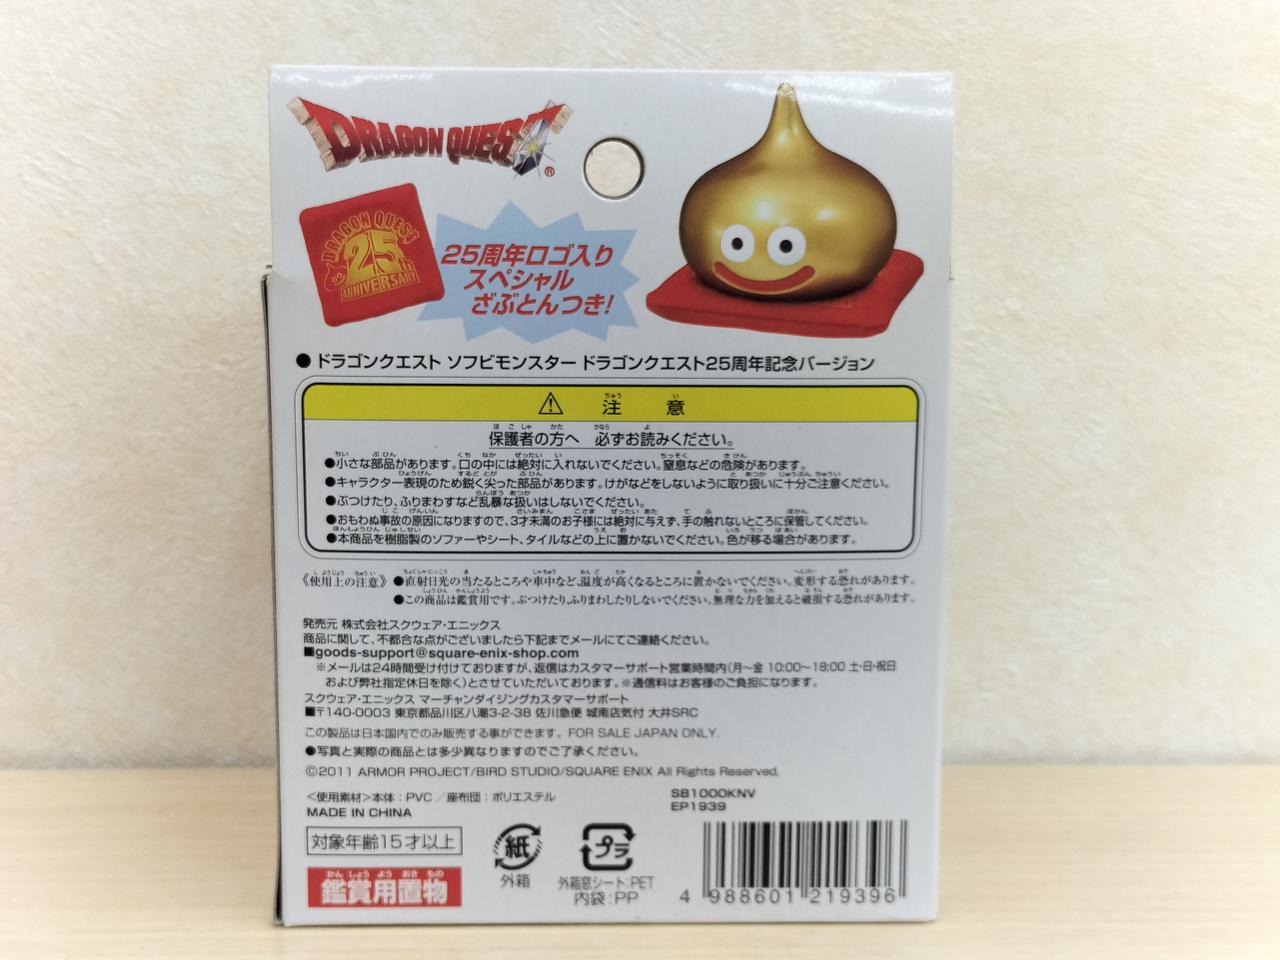 DRAGON QUEST®
DRAGON QUEST
25th
ANNIVERSARY
25周年ロゴ入り
スペシャル
ざぶとんつき!
●ドラゴンクエスト ソフビモンスター ドラゴンクエスト25周年記念バージョン
⚠ 注意
保護者の方へ 必ずお読みください。
●小さな部品があります。口の中には絶対に入れないでください。窒息などの危険があります。
●キャラクター表現のため鋭く尖った部品があります。けがなどをしないように取り扱いに十分ご注意ください。
●ぶつけたり、ふりまわすなど乱暴な扱いはしないでください。
●おもわぬ事故の原因になりますので、3才未満のお子様には絶対に与えず、手の触れないところに保管してください。
●本商品を樹脂製のソファーやシート、タイルなどの上に置かないでください。色が移る場合があります。
《使用上の注意》●直射日光の当たるところや車中など、温度が高くなるところに置かないでください。変形する恐れがあります。
●この商品は鑑賞用です。ぶつけたり、ふりまわしたりしないでください。無理な力を加えると破損する恐れがあります。
発売元 株式会社スクウェア・エニックス
商品に関して、不都合な点がございましたら下記までメールにてご連絡ください。
■goods-support@square-enix-shop.com
※メールは24時間受け付けておりますが、返信はカスタマーサポート営業時間内(月〜金 10:00〜18:00 土・日・祝日
および弊社指定休日を除く)とさせていただいております。※通信料はお客様のご負担になります。
スクウェア・エニックス マーチャンダイジングカスタマーサポート
■〒140-0003 東京都品川区八潮3-2-38 佐川急便 城南店気付 大井SRC
この製品は日本国内でのみ販売する事ができます。FOR SALE JAPAN ONLY.
●写真と実際の商品とは多少異なりますのでご了承ください。
©2011 ARMOR PROJECT/BIRD STUDIO/SQUARE ENIX All Rights Reserved.
<使用素材>本体:PVC/座布団:ポリエステル
MADE IN CHINA
SB1000KNV
EP1939
対象年齢15才以上
鑑賞用置物
紙
外箱
プラ
外箱窓シート:PET
内袋:PP
4 988601 219396